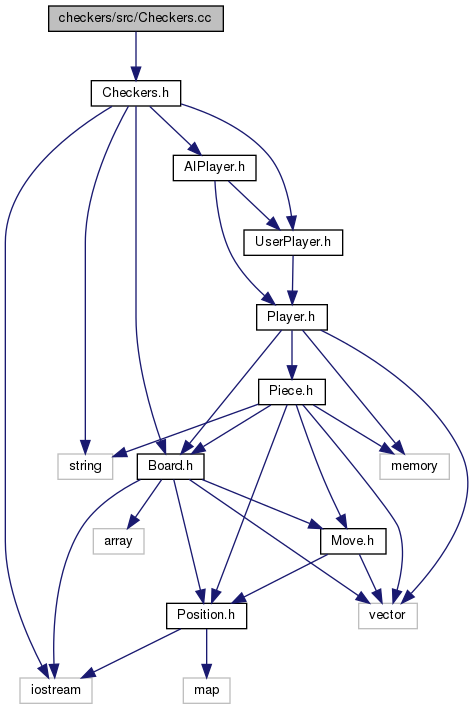 checkers/src/Checkers.cc
Checkers.h
AIPlayer.h
UserPlayer.h
Player.h
Piece.h
string
Board.h
memory
array
Move.h
Position.h
vector
iostream
map